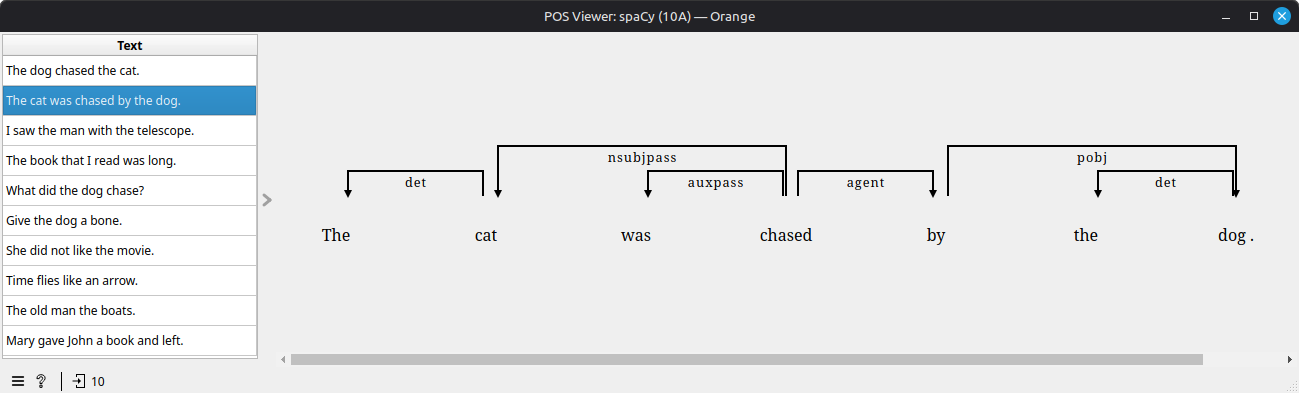 POS Viewer: spaCy (10A) — Orange
Text
The dog chased the cat.
The cat was chased by the dog.
I saw the man with the telescope.
The book that I read was long.
What did the dog chase?
Give the dog a bone.
She did not like the movie.
Time flies like an arrow.
The old man the boats.
Mary gave John a book and left.
nsubjpass pobj
det auxpass agent det
The cat was chased by the dog .
10